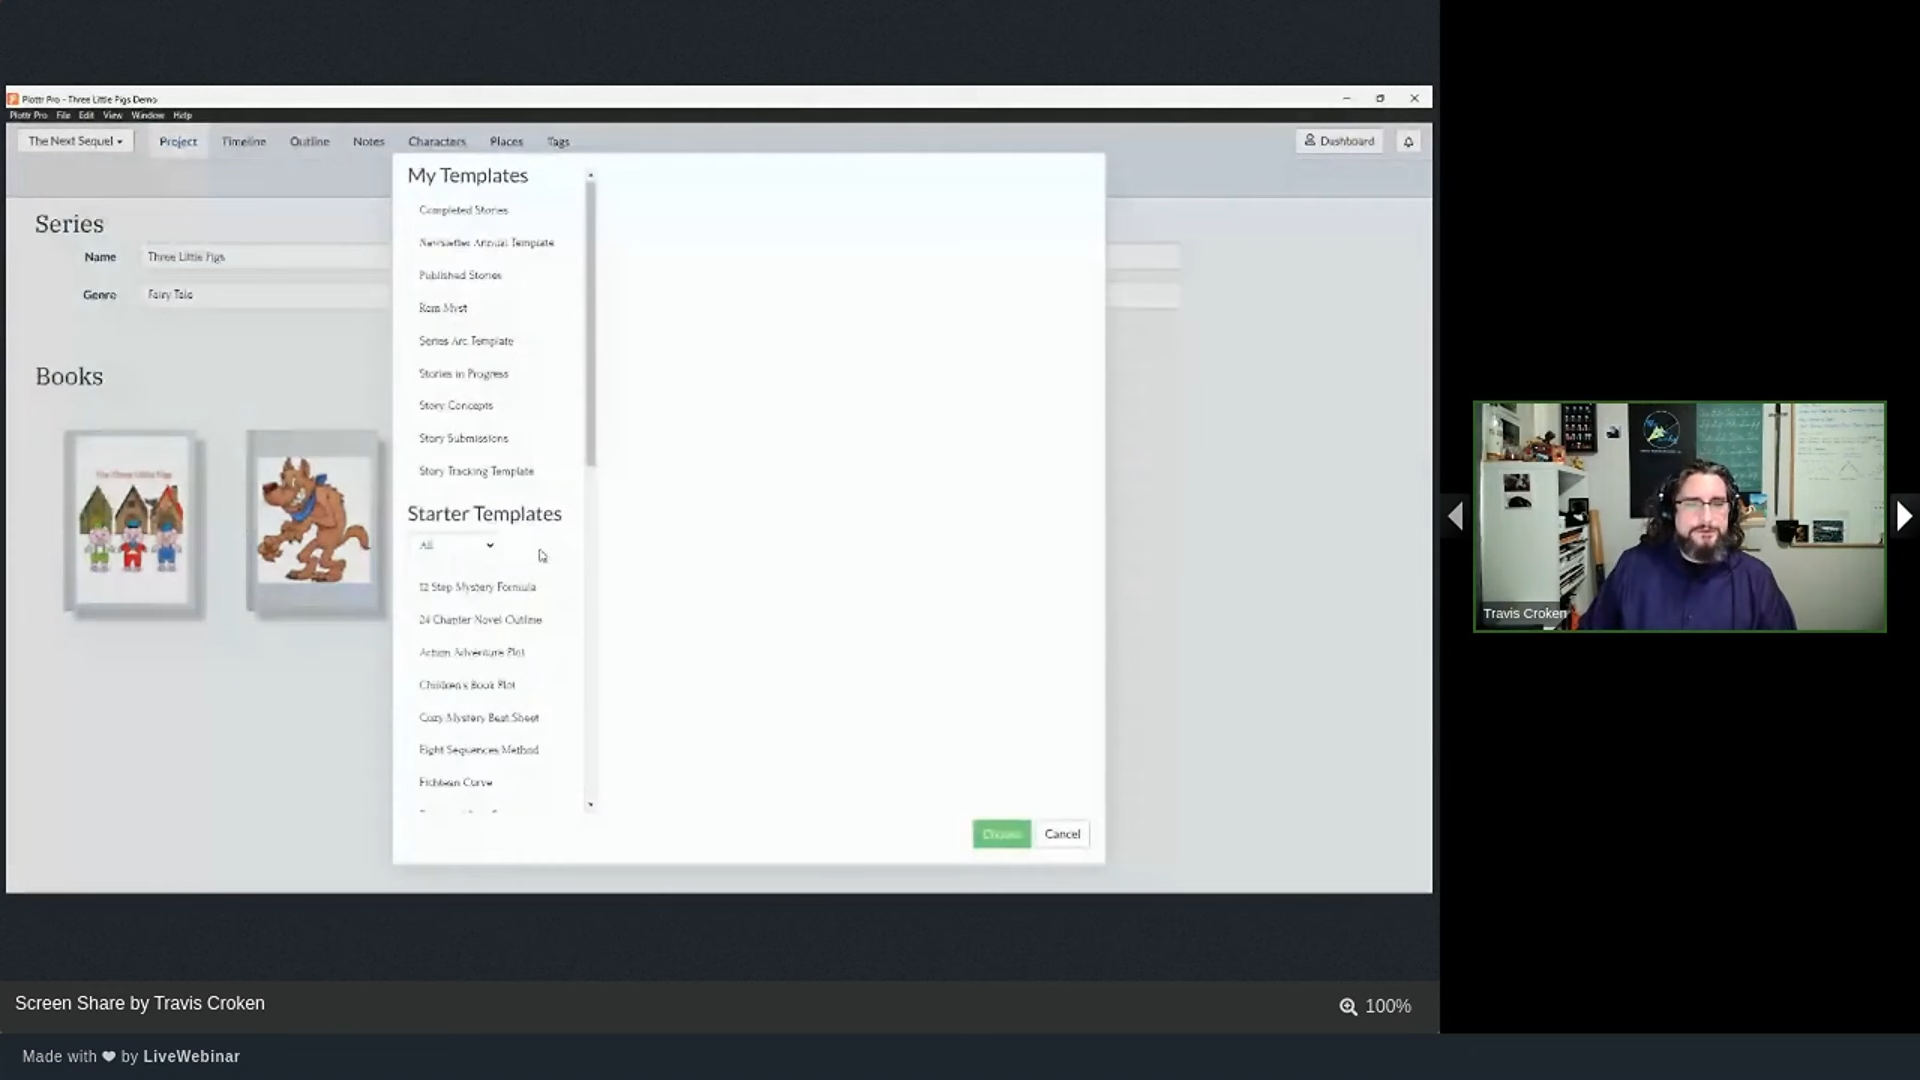 Plottr Pro - Three Little Pigs Demo
Plottr Pro File Edit View Window Help
The Next Sequel
Project
Timeline
Outline
Notes
Characters
Places
Tags
Dashboard
Series
Name
Three Little Pigs
Genre
Fairy Tale
Books
The Three Little Pigs
My Templates
Completed Stories
Newsletter Annual Template
Published Stories
Rom Myst
Series Arc Template
Stories in Progress
Story Concepts
Story Submissions
Story Tracking Template
Starter Templates
All
12 Step Mystery Formula
24 Chapter Novel Outline
Action Adventure Plot
Children's Book Plot
Cozy Mystery Beat Sheet
Eight Sequences Method
Fichtean Curve
Choose
Cancel
Travis Croken
Screen Share by Travis Croken
100%
Made with ❤ by LiveWebinar